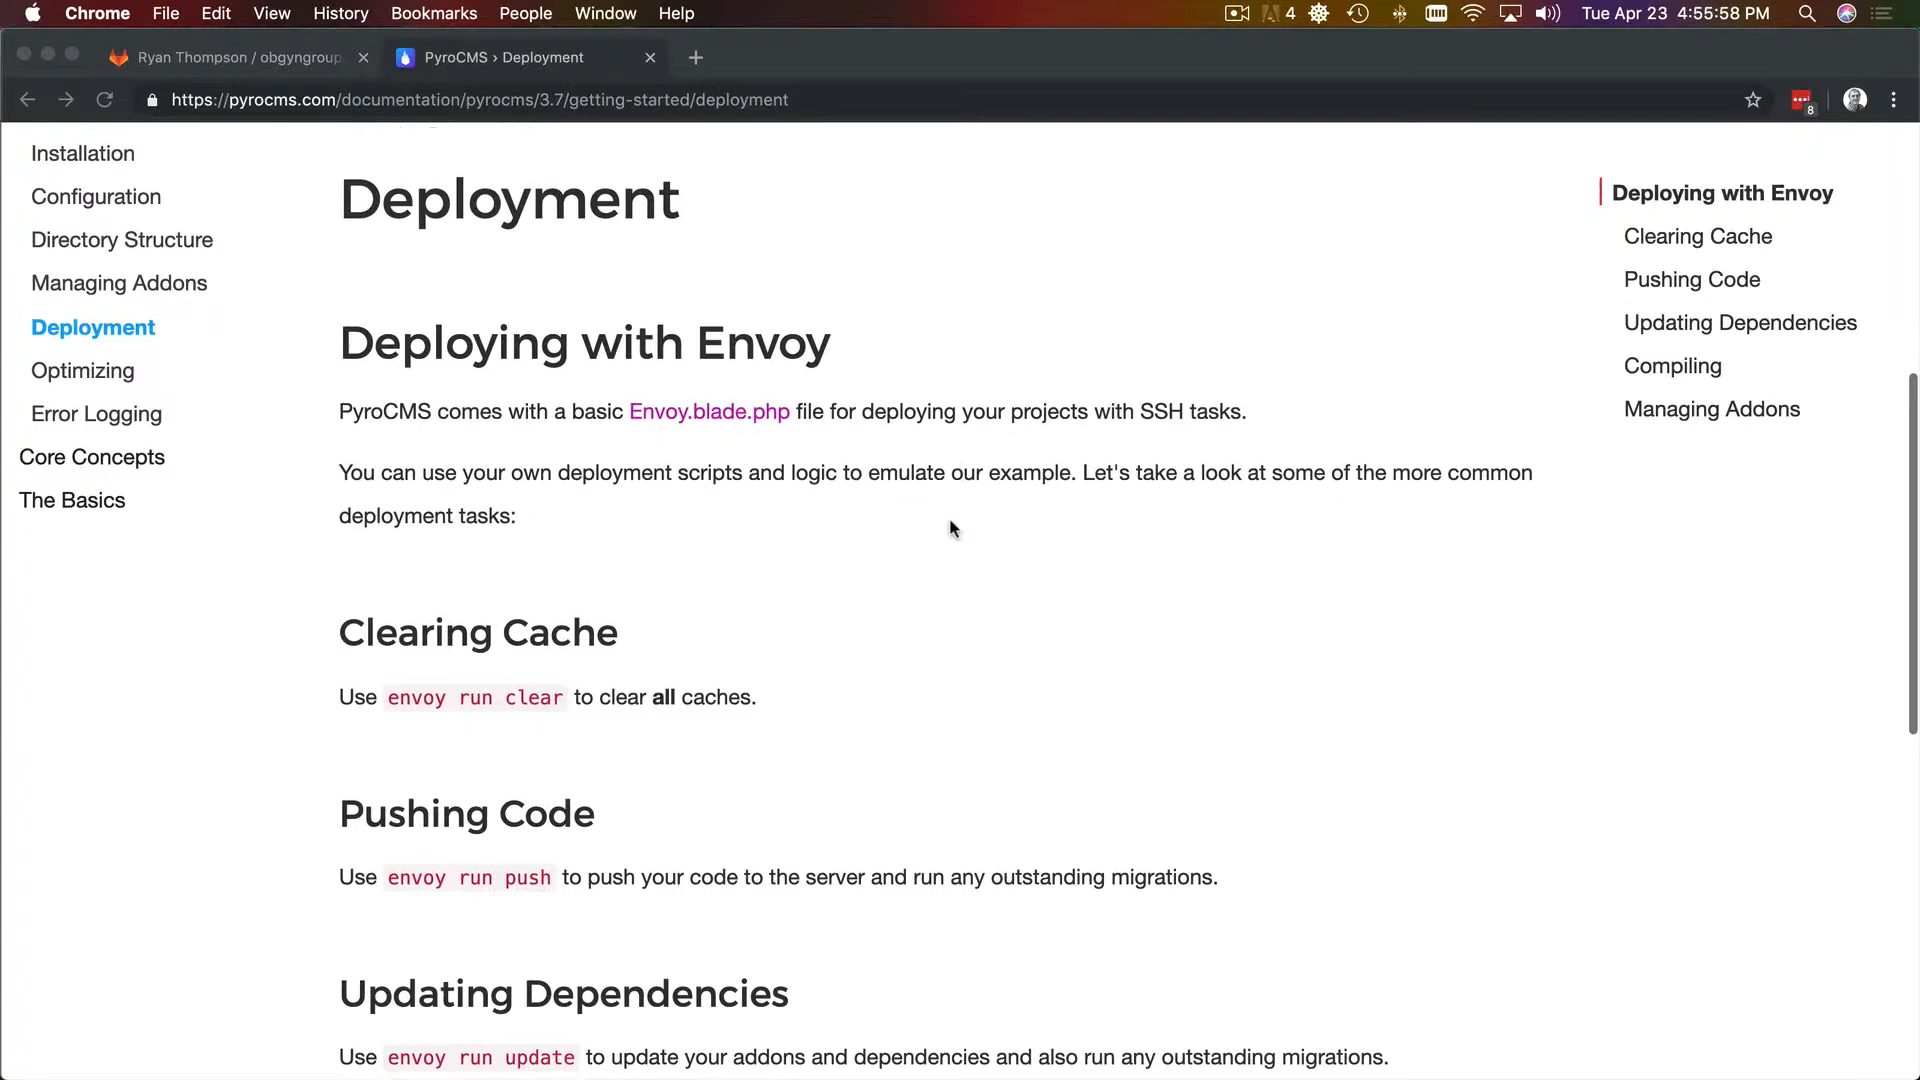 Chrome File Edit View History Bookmarks People Window Help 4 Tue Apr 23 4:55:58 PM
Ryan Thompson / obgyngroup PyroCMS › Deployment
https://pyrocms.com/documentation/pyrocms/3.7/getting-started/deployment 8
Installation
Configuration
Directory Structure
Managing Addons
Deployment
Optimizing
Error Logging
Core Concepts
The Basics
Deployment
Deploying with Envoy
PyroCMS comes with a basic Envoy.blade.php file for deploying your projects with SSH tasks.
You can use your own deployment scripts and logic to emulate our example. Let's take a look at some of the more common
deployment tasks:
Clearing Cache
Use envoy run clear to clear all caches.
Pushing Code
Use envoy run push to push your code to the server and run any outstanding migrations.
Updating Dependencies
Use envoy run update to update your addons and dependencies and also run any outstanding migrations.
Deploying with Envoy
Clearing Cache
Pushing Code
Updating Dependencies
Compiling
Managing Addons